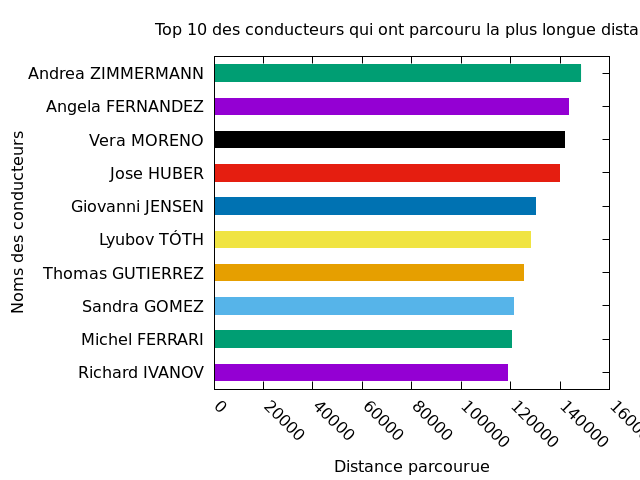 Top 10 des conducteurs qui ont parcouru la plus longue dista
Andrea ZIMMERMANN
Angela FERNANDEZ
Vera MORENO
Jose HUBER
Giovanni JENSEN
Lyubov TÓTH
Thomas GUTIERREZ
Sandra GOMEZ
Michel FERRARI
Richard IVANOV
Noms des conducteurs
0
20000
40000
60000
80000
100000
120000
140000
16000
Distance parcourue